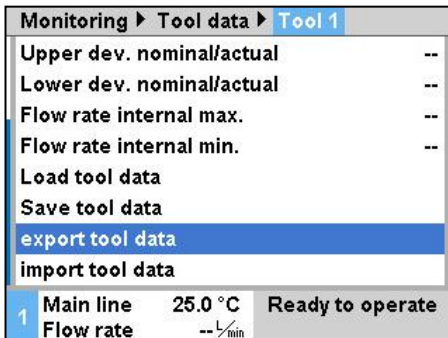 Monitoring ▶ Tool data ▶ Tool 1
Upper dev. nominal/actual --
Lower dev. nominal/actual --
Flow rate internal max. --
Flow rate internal min. --
Load tool data
Save tool data
export tool data
import tool data
1 Main line 25.0 °C Ready to operate
Flow rate -- L/min